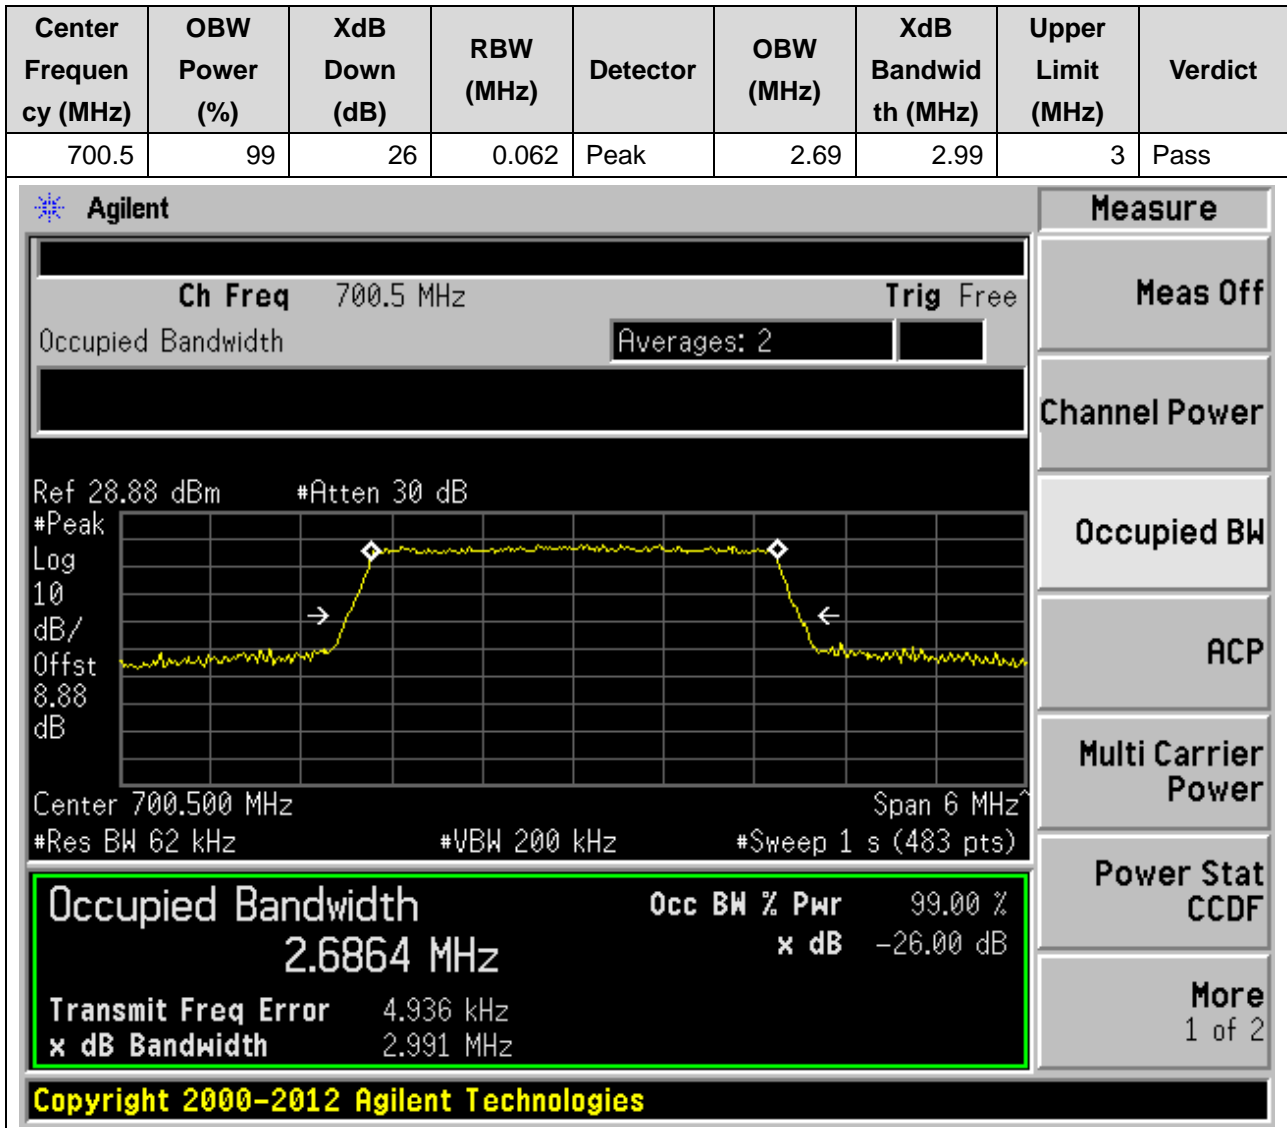 Center Frequency (MHz) | OBW Power (%) | XdB Down (dB) | RBW (MHz) | Detector | OBW (MHz) | XdB Bandwidth (MHz) | Upper Limit (MHz) | Verdict
700.5 | 99 | 26 | 0.062 | Peak | 2.69 | 2.99 | 3 | Pass
Agilent
Measure
Ch Freq 700.5 MHz Trig Free
Occupied Bandwidth Averages: 2
Meas Off
Channel Power
Ref 28.88 dBm #Atten 30 dB
#Peak
Log
10
dB/
Offst
8.88
dB
Occupied BW
ACP
Multi Carrier
Power
Center 700.500 MHz Span 6 MHz^
#Res BW 62 kHz #VBW 200 kHz #Sweep 1 s (483 pts)
Power Stat
CCDF
Occupied Bandwidth Occ BW % Pwr 99.00 %
2.6864 MHz x dB -26.00 dB
Transmit Freq Error 4.936 kHz
x dB Bandwidth 2.991 MHz
More
1 of 2
Copyright 2000-2012 Agilent Technologies